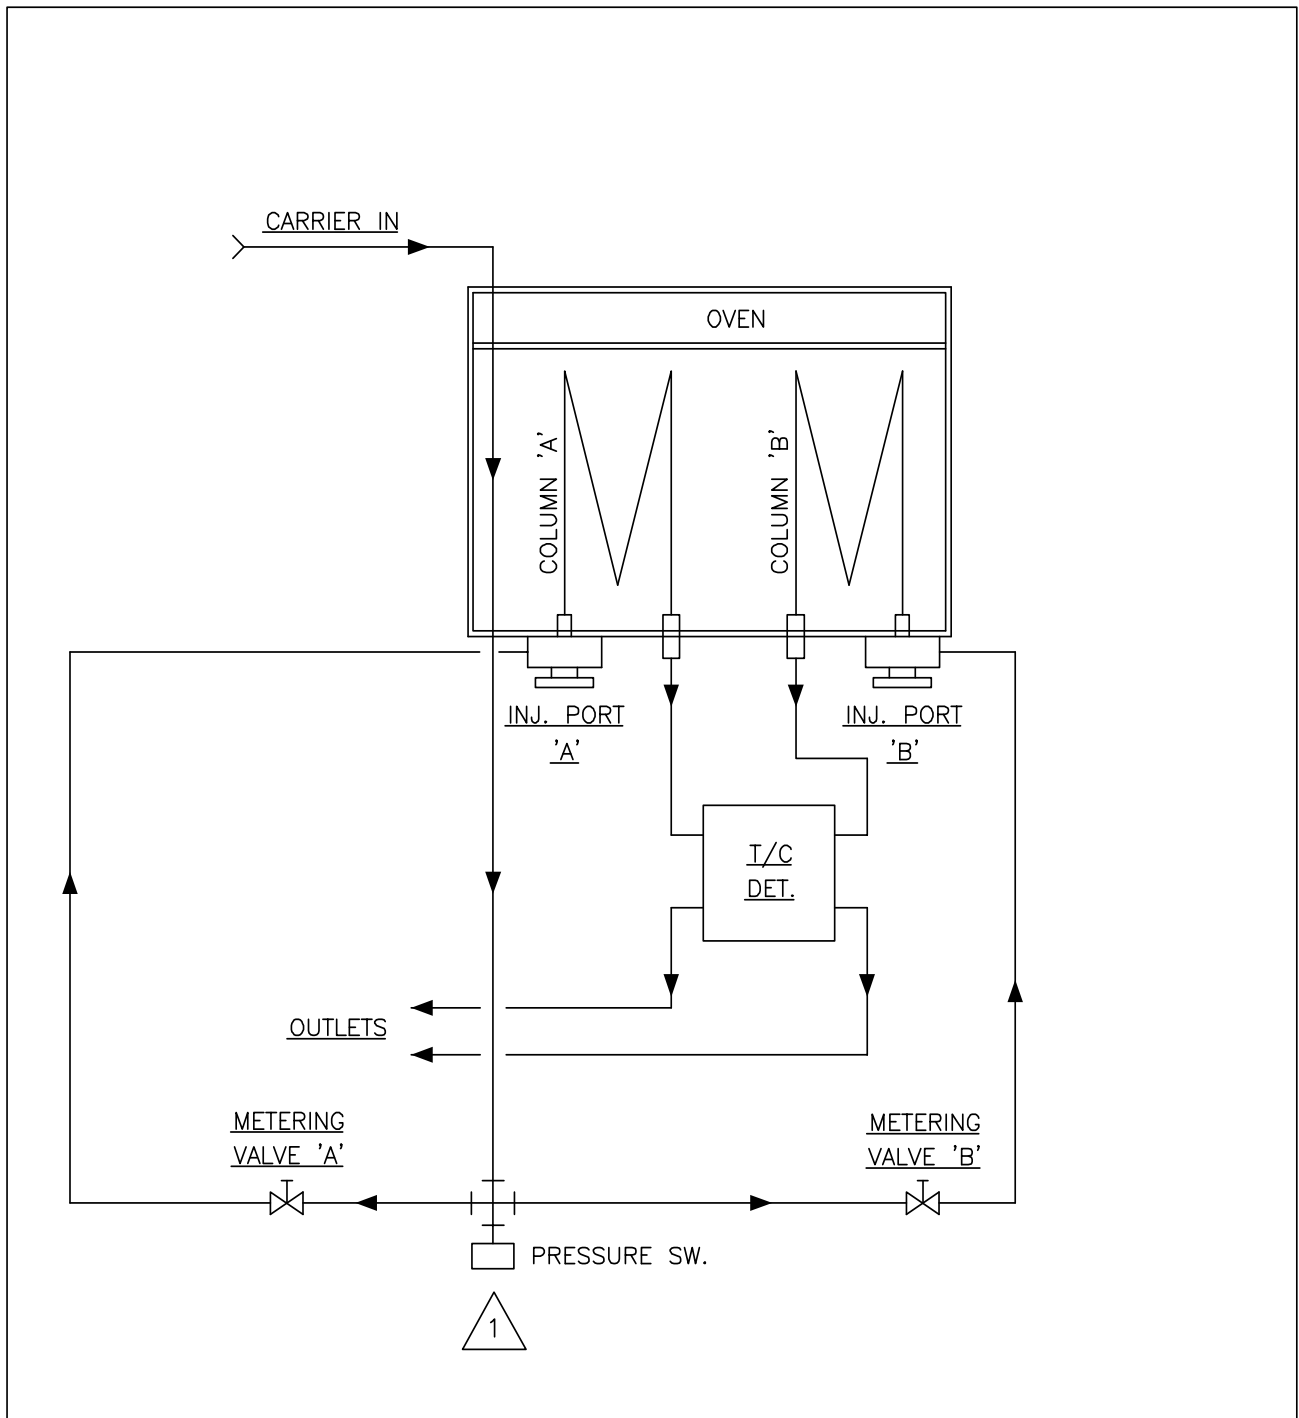 CARRIER IN
OVEN
COLUMN 'A'
COLUMN 'B'
INJ. PORT
'A'
INJ. PORT
'B'
T/C
DET.
OUTLETS
METERING
VALVE 'A'
METERING
VALVE 'B'
PRESSURE SW.
1